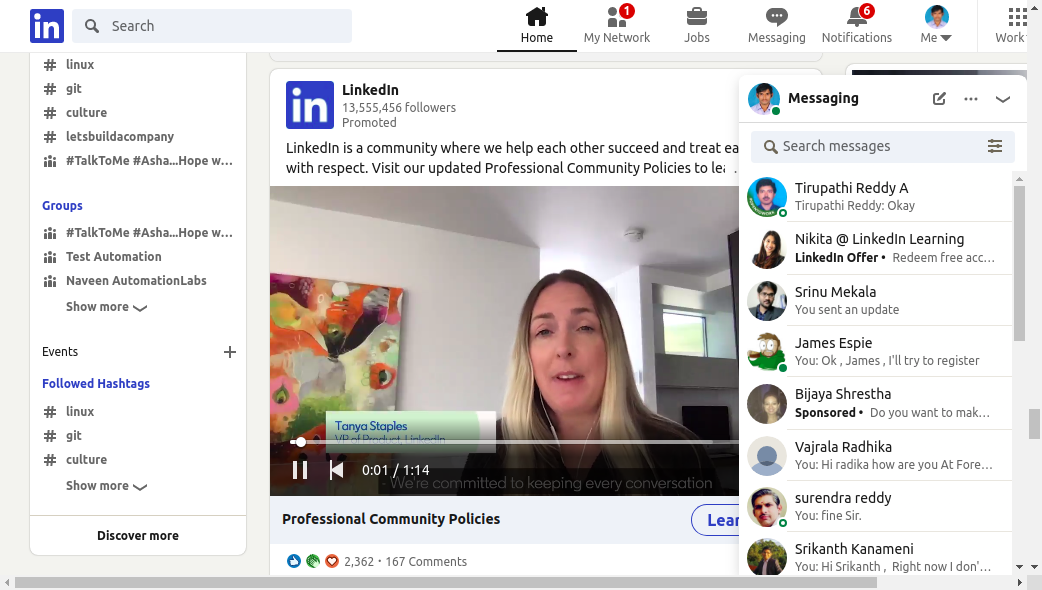 in
Search
Home
1
My Network
Jobs
Messaging
6
Notifications
Me
Work
# linux
# git
# culture
# letsbuildacompany
#TalkToMe #Asha...Hope w...
Groups
#TalkToMe #Asha...Hope w...
Test Automation
Naveen AutomationLabs
Show more
Events
Followed Hashtags
# linux
# git
# culture
Show more
Discover more
in
LinkedIn
13,555,456 followers
Promoted
LinkedIn is a community where we help each other succeed and treat ea
with respect. Visit our updated Professional Community Policies to le
Tanya Staples
VP of Product, LinkedIn
0:01 / 1:14
- We're committed to keeping every conversation
Professional Community Policies
Lear
2,362 • 167 Comments
Messaging
Search messages
Tirupathi Reddy A
Tirupathi Reddy: Okay
Nikita @ LinkedIn Learning
LinkedIn Offer • Redeem free acc...
Srinu Mekala
You sent an update
James Espie
You: Ok , James , I'll try to register
Bijaya Shrestha
Sponsored • Do you want to mak...
Vajrala Radhika
You: Hi radika how are you At Fore...
surendra reddy
You: fine Sir.
Srikanth Kanameni
You: Hi Srikanth , Right now I don'...